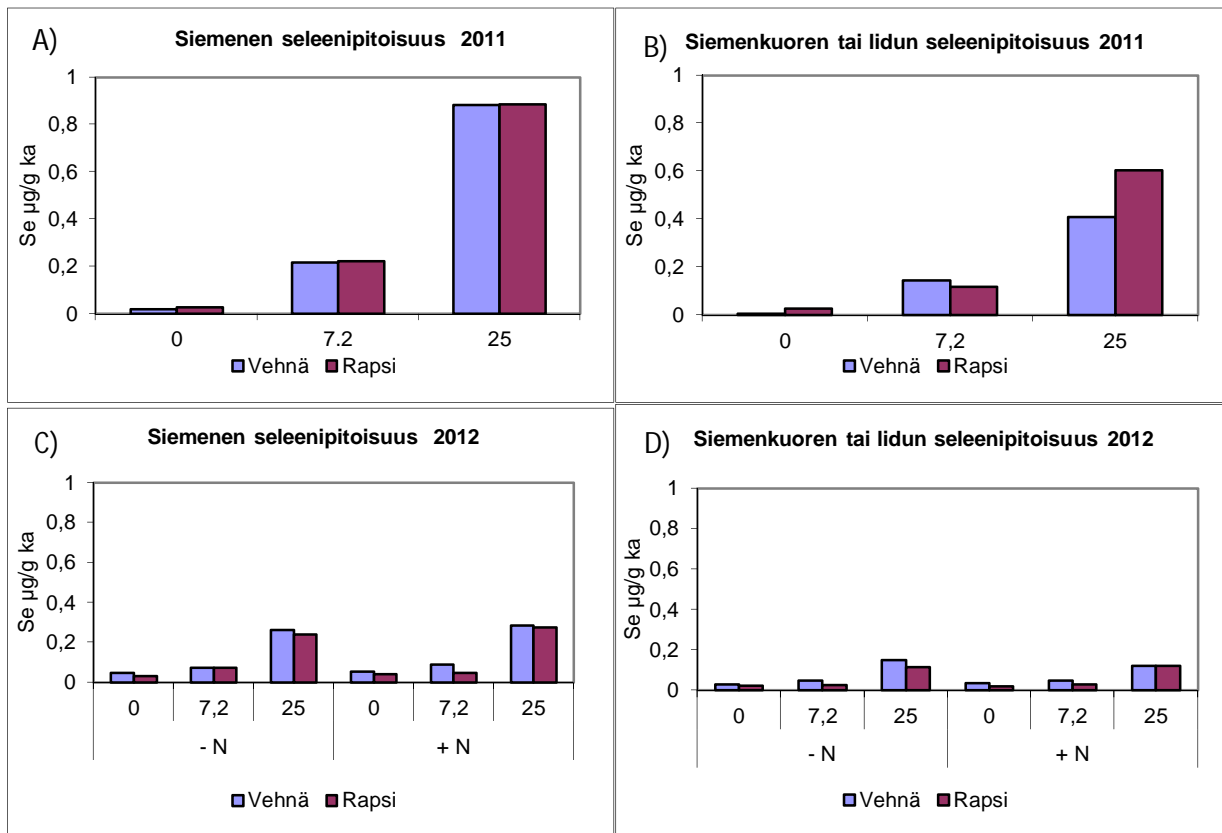 A)
Siemenen seleenipitoisuus 2011
Se µg/g ka
1
0,8
0,6
0,4
0,2
0
0 7.2 25
Vehnä Rapsi
B)
Siemenkuoren tai lidun seleenipitoisuus 2011
Se µg/g ka
1
0,8
0,6
0,4
0,2
0
0 7,2 25
Vehnä Rapsi
C)
Siemenen seleenipitoisuus 2012
Se µg/g ka
1
0,8
0,6
0,4
0,2
0
0 7,2 25 0 7,2 25
- N + N
Vehnä Rapsi
D)
Siemenkuoren tai lidun seleenipitoisuus 2012
Se µg/g ka
1
0,8
0,6
0,4
0,2
0
0 7,2 25 0 7,2 25
- N + N
Vehnä Rapsi